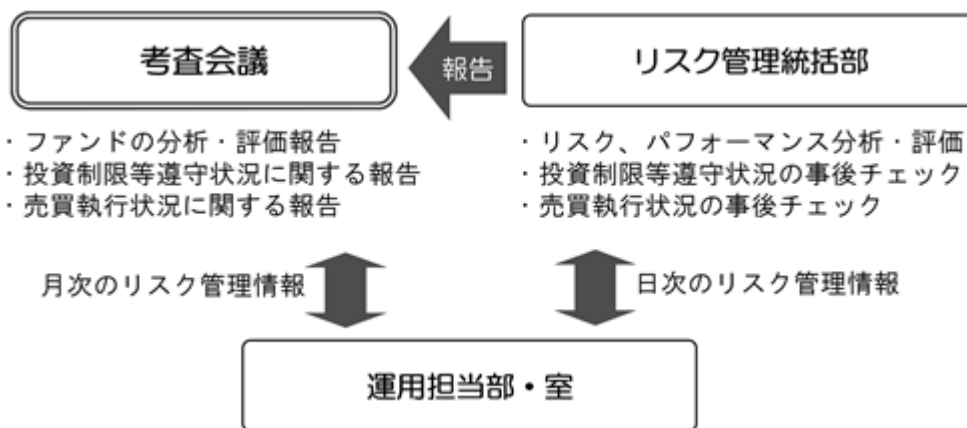 考査会議
報告
リスク管理統括部
・ファンドの分析・評価報告
・投資制限等遵守状況に関する報告
・売買執行状況に関する報告
・リスク、パフォーマンス分析・評価
・投資制限等遵守状況の事後チェック
・売買執行状況の事後チェック
月次のリスク管理情報
日次のリスク管理情報
運用担当部・室